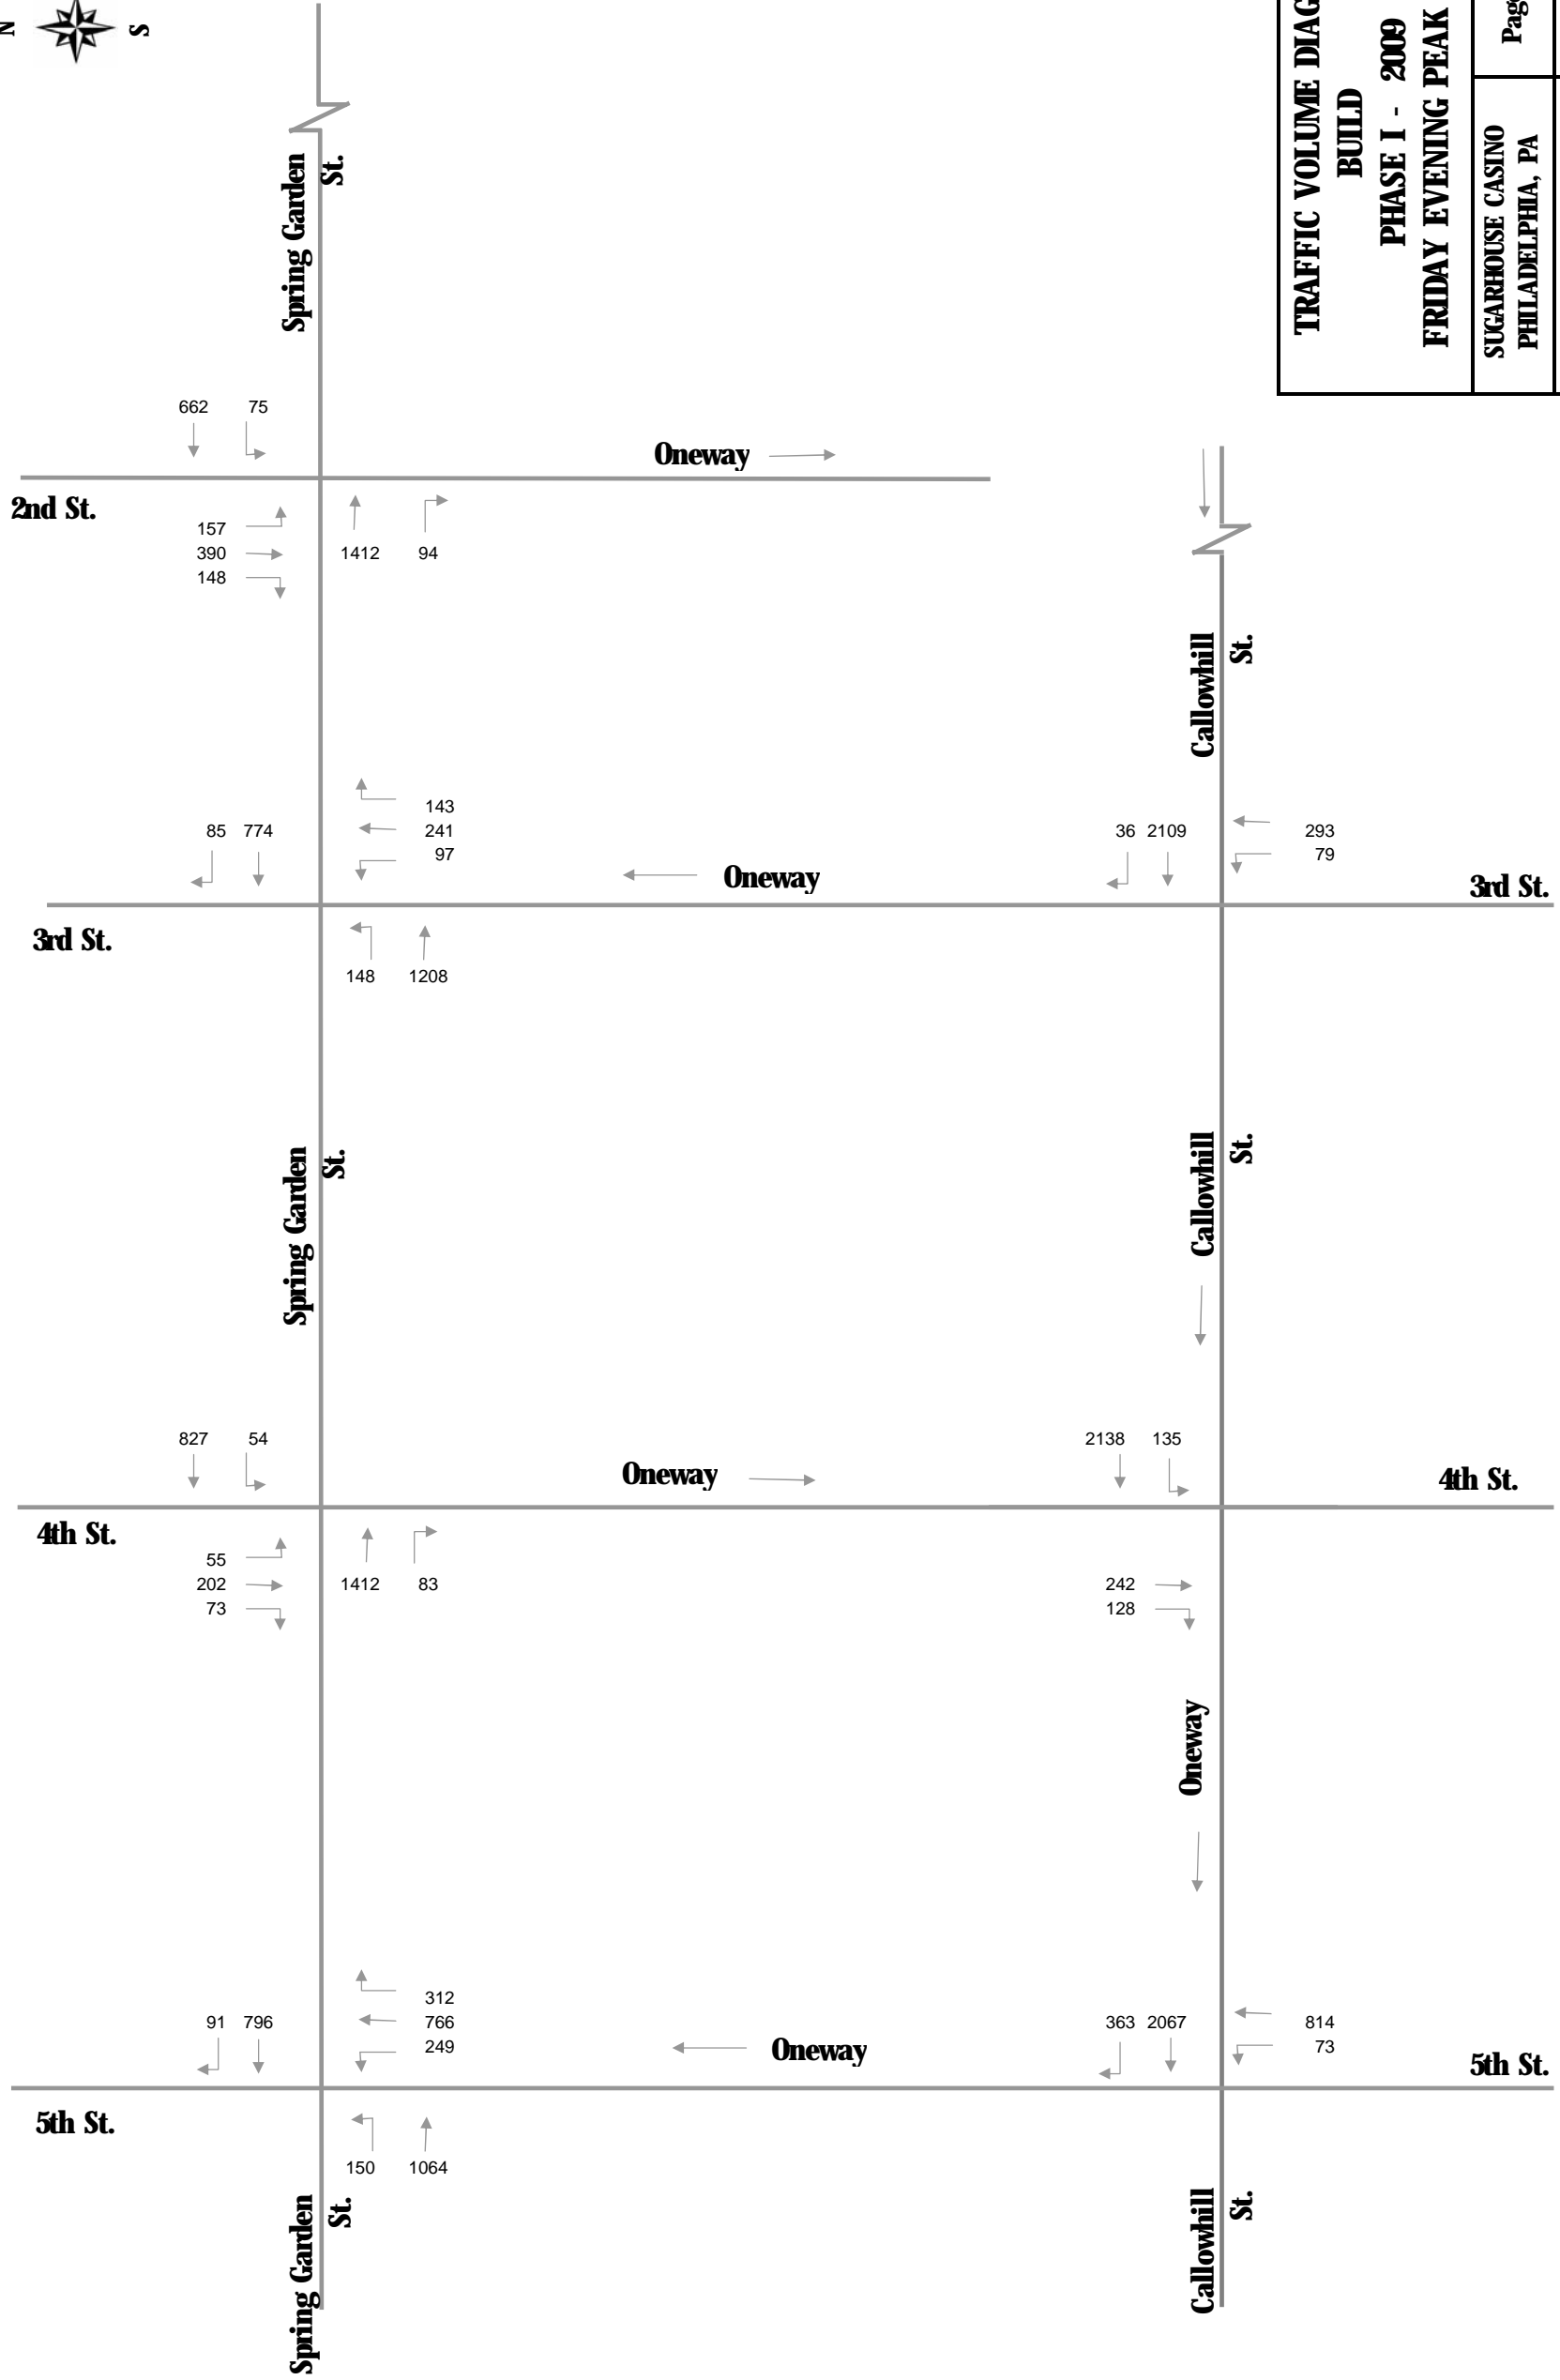 N
S
TRAFFIC VOLUME
BUILD
PHASE I - 2009
FRIDAY EVENING PEAK
SUGARHOUSE CASINO
PHILADELPHIA, PA
Spring Garden
St.
662 75
Oneway
2nd St.
157
390
148
1412 94
Callowhill
St.
143
241
97
85 774
Oneway
36 2109
293
79
3rd St.
3rd St.
148 1208
Spring Garden
St.
Callowhill
St.
827 54
Oneway
2138 135
4th St.
4th St.
55
202
73
1412 83
242
128
Oneway
312
766
249
91 796
Oneway
363 2067
814
73
5th St.
5th St.
150 1064
Spring Garden
St.
Callowhill
St.